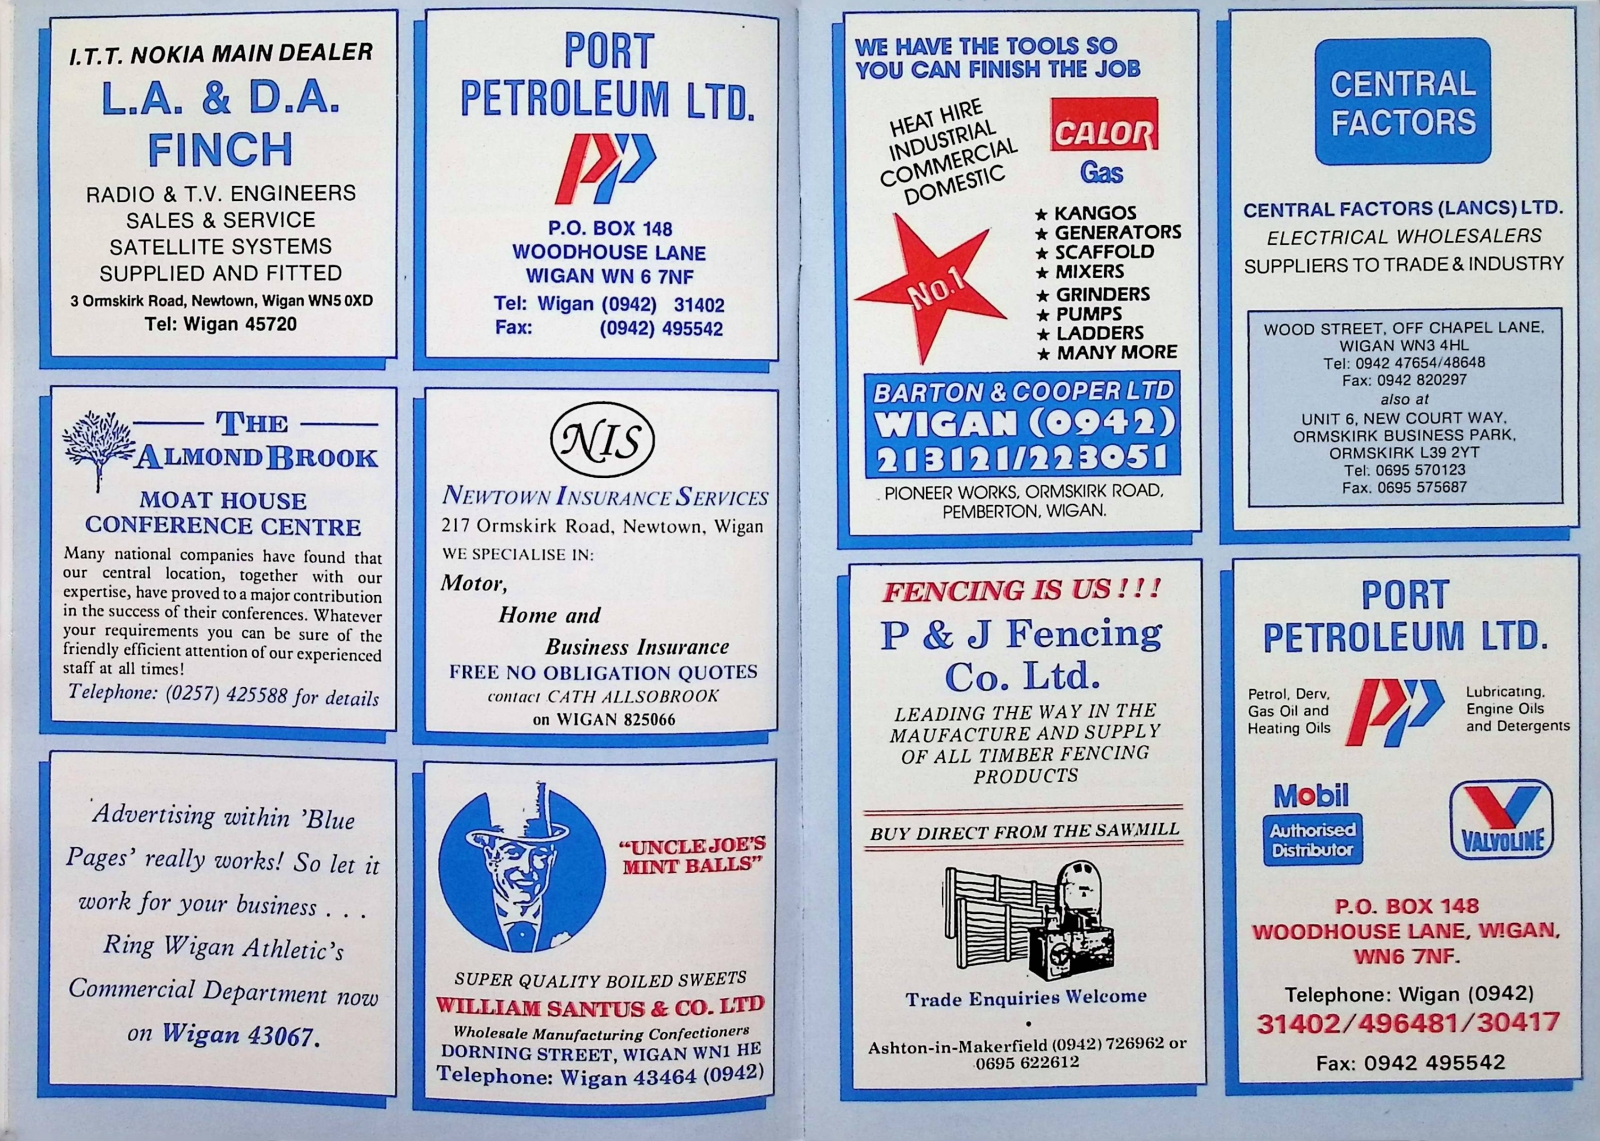 I.T.T. NOKIA MAIN DEALER
L.A. & D.A.
FINCH
RADIO & T.V. ENGINEERS
SALES & SERVICE
SATELLITE SYSTEMS
SUPPLIED AND FITTED
3 Ormskirk Road, Newtown, Wigan WN5 0XD
Tel: Wigan 45720
PORT
PETROLEUM LTD.
PP
P.O. BOX 148
WOODHOUSE LANE
WIGAN WN 6 7NF
Tel: Wigan (0942) 31402
Fax: (0942) 495542
THE
ALMOND BROOK
MOAT HOUSE
CONFERENCE CENTRE
Many national companies have found that
our central location, together with our
expertise, have proved to a major contribution
in the success of their conferences. Whatever
your requirements you can be sure of the
friendly efficient attention of our experienced
staff at all times!
Telephone: (0257) 425588 for details
NIS
NEWTOWN INSURANCE SERVICES
217 Ormskirk Road, Newtown, Wigan
WE SPECIALISE IN:
Motor,
Home and
Business Insurance
FREE NO OBLIGATION QUOTES
contact CATH ALLSOBROOK
on WIGAN 825066
Advertising within 'Blue
Pages' really works! So let it
work for your business . . .
Ring Wigan Athletic's
Commercial Department now
on Wigan 43067.
"UNCLE JOE'S
MINT BALLS"
SUPER QUALITY BOILED SWEETS
WILLIAM SANTUS & CO. LTD
Wholesale Manufacturing Confectioners
DORNING STREET, WIGAN WN1 HE
Telephone: Wigan 43464 (0942)
WE HAVE THE TOOLS SO
YOU CAN FINISH THE JOB
HEAT HIRE
INDUSTRIAL
COMMERCIAL
DOMESTIC
CALOR
Gas
No.1
★ KANGOS
★ GENERATORS
★ SCAFFOLD
★ MIXERS
★ GRINDERS
★ PUMPS
★ LADDERS
★ MANY MORE
BARTON & COOPER LTD
WIGAN (0942)
213121/223051
PIONEER WORKS, ORMSKIRK ROAD,
PEMBERTON, WIGAN.
CENTRAL
FACTORS
CENTRAL FACTORS (LANCS) LTD.
ELECTRICAL WHOLESALERS
SUPPLIERS TO TRADE & INDUSTRY
WOOD STREET, OFF CHAPEL LANE,
WIGAN WN3 4HL
Tel: 0942 47654/48648
Fax: 0942 820297
also at
UNIT 6, NEW COURT WAY,
ORMSKIRK BUSINESS PARK,
ORMSKIRK L39 2YT
Tel: 0695 570123
Fax. 0695 575687
FENCING IS US ! ! !
P & J Fencing
Co. Ltd.
LEADING THE WAY IN THE
MAUFACTURE AND SUPPLY
OF ALL TIMBER FENCING
PRODUCTS
BUY DIRECT FROM THE SAWMILL
Trade Enquiries Welcome
•
Ashton-in-Makerfield (0942) 726962 or
0695 622612
PORT
PETROLEUM LTD.
Petrol, Derv,
Gas Oil and
Heating Oils
PP
Lubricating,
Engine Oils
and Detergents
Mobil
Authorised
Distributor
VALVOLINE
P.O. BOX 148
WOODHOUSE LANE, WIGAN,
WN6 7NF.
Telephone: Wigan (0942)
31402/496481/30417
Fax: 0942 495542